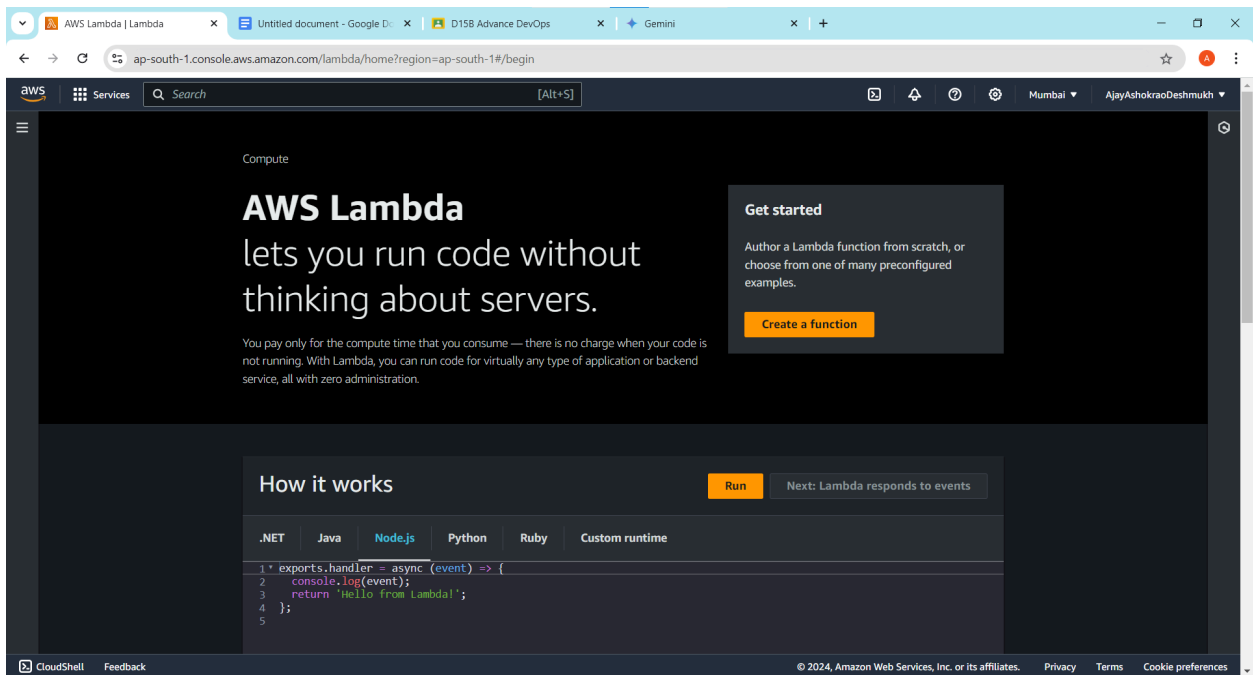 AWS Lambda | Lambda
Untitled document - Google Do
D15B Advance DevOps
Gemini
ap-south-1.console.aws.amazon.com/lambda/home?region=ap-south-1#/begin
A
aws
Services
Search
[Alt+S]
Mumbai
AjayAshokraoDeshmukh
Compute
AWS Lambda
lets you run code without
thinking about servers.
You pay only for the compute time that you consume — there is no charge when your code is
not running. With Lambda, you can run code for virtually any type of application or backend
service, all with zero administration.
Get started
Author a Lambda function from scratch, or
choose from one of many preconfigured
examples.
Create a function
How it works
Run
Next: Lambda responds to events
.NET
Java
Node.js
Python
Ruby
Custom runtime
1 exports.handler = async (event) => {
2 console.log(event);
3 return 'Hello from Lambda!';
4 };
5
CloudShell
Feedback
© 2024, Amazon Web Services, Inc. or its affiliates.
Privacy
Terms
Cookie preferences